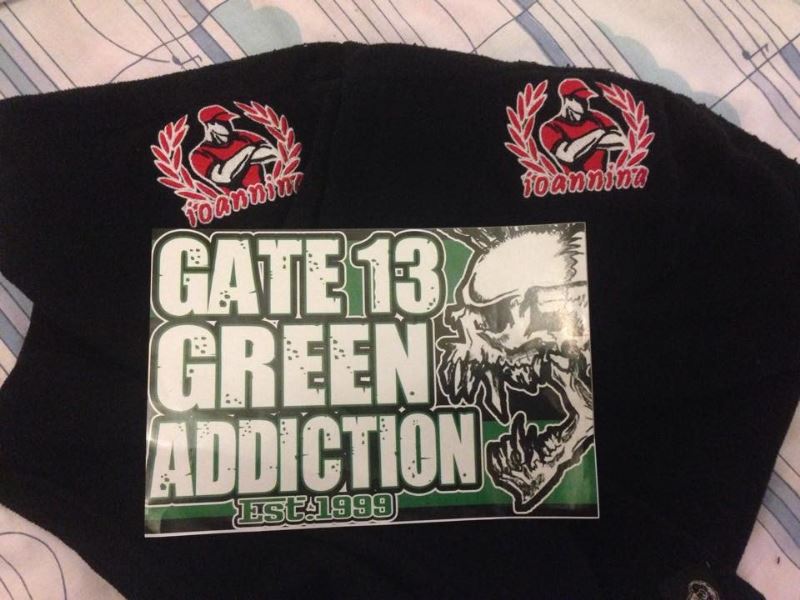 ioannina
ioannina
GATE 13
GREEN
ADDICTION
Est.1999